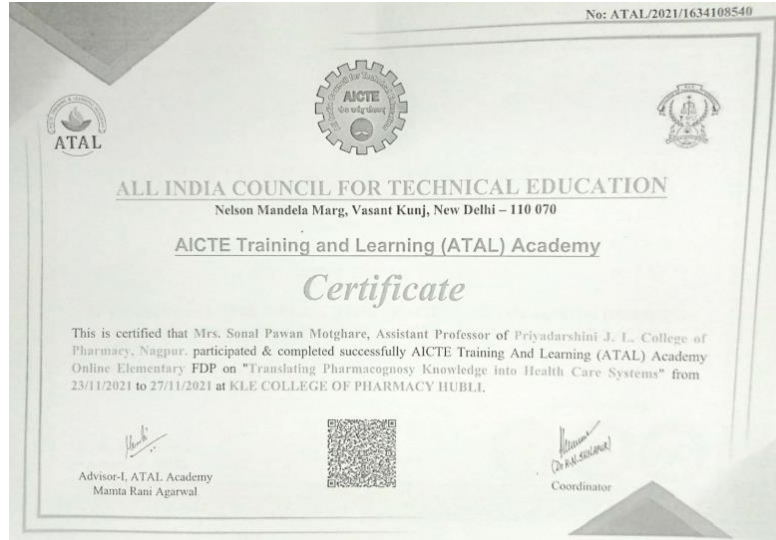 No: ATAL/2021/1634108540
ATAL
AICTE
ALL INDIA COUNCIL FOR TECHNICAL EDUCATION
Nelson Mandela Marg, Vasant Kunj, New Delhi – 110 070
AICTE Training and Learning (ATAL) Academy
Certificate
This is certified that Mrs. Sonal Pawan Motghare, Assistant Professor of Priyadarshini J. L. College of
Pharmacy, Nagpur. participated & completed successfully AICTE Training And Learning (ATAL) Academy
Online Elementary FDP on "Translating Pharmacognosy Knowledge into Health Care Systems" from
23/11/2021 to 27/11/2021 at KLE COLLEGE OF PHARMACY HUBLI.
Advisor-I, ATAL Academy
Mamta Rani Agarwal
Coordinator